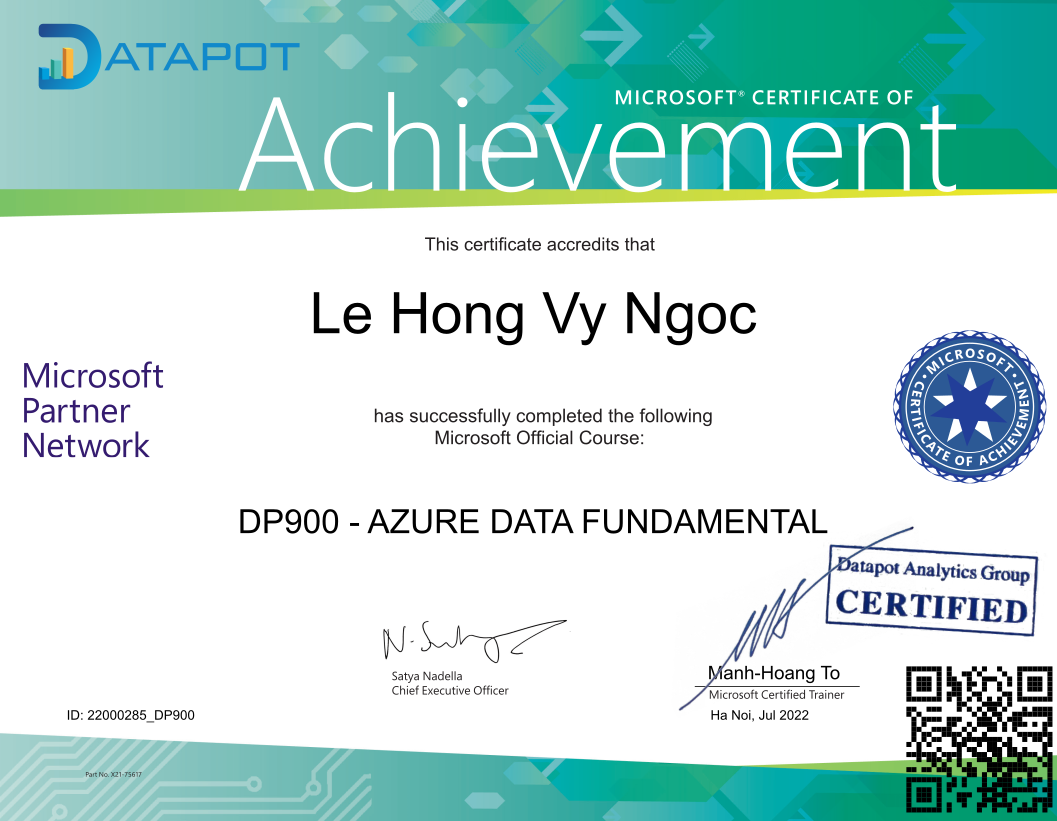 DATAPOT
MICROSOFT® CERTIFICATE OF
Achievement
This certificate accredits that
Le Hong Vy Ngoc
Microsoft
Partner
Network
• MICROSOFT •
CERTIFICATE OF ACHIEVEMENT
has successfully completed the following
Microsoft Official Course:
DP900 - AZURE DATA FUNDAMENTAL
Datapot Analytics Group
CERTIFIED
N. Satya
Satya Nadella
Chief Executive Officer
Manh-Hoang To
Microsoft Certified Trainer
ID: 22000285_DP900
Ha Noi, Jul 2022
Part No. X21-75617